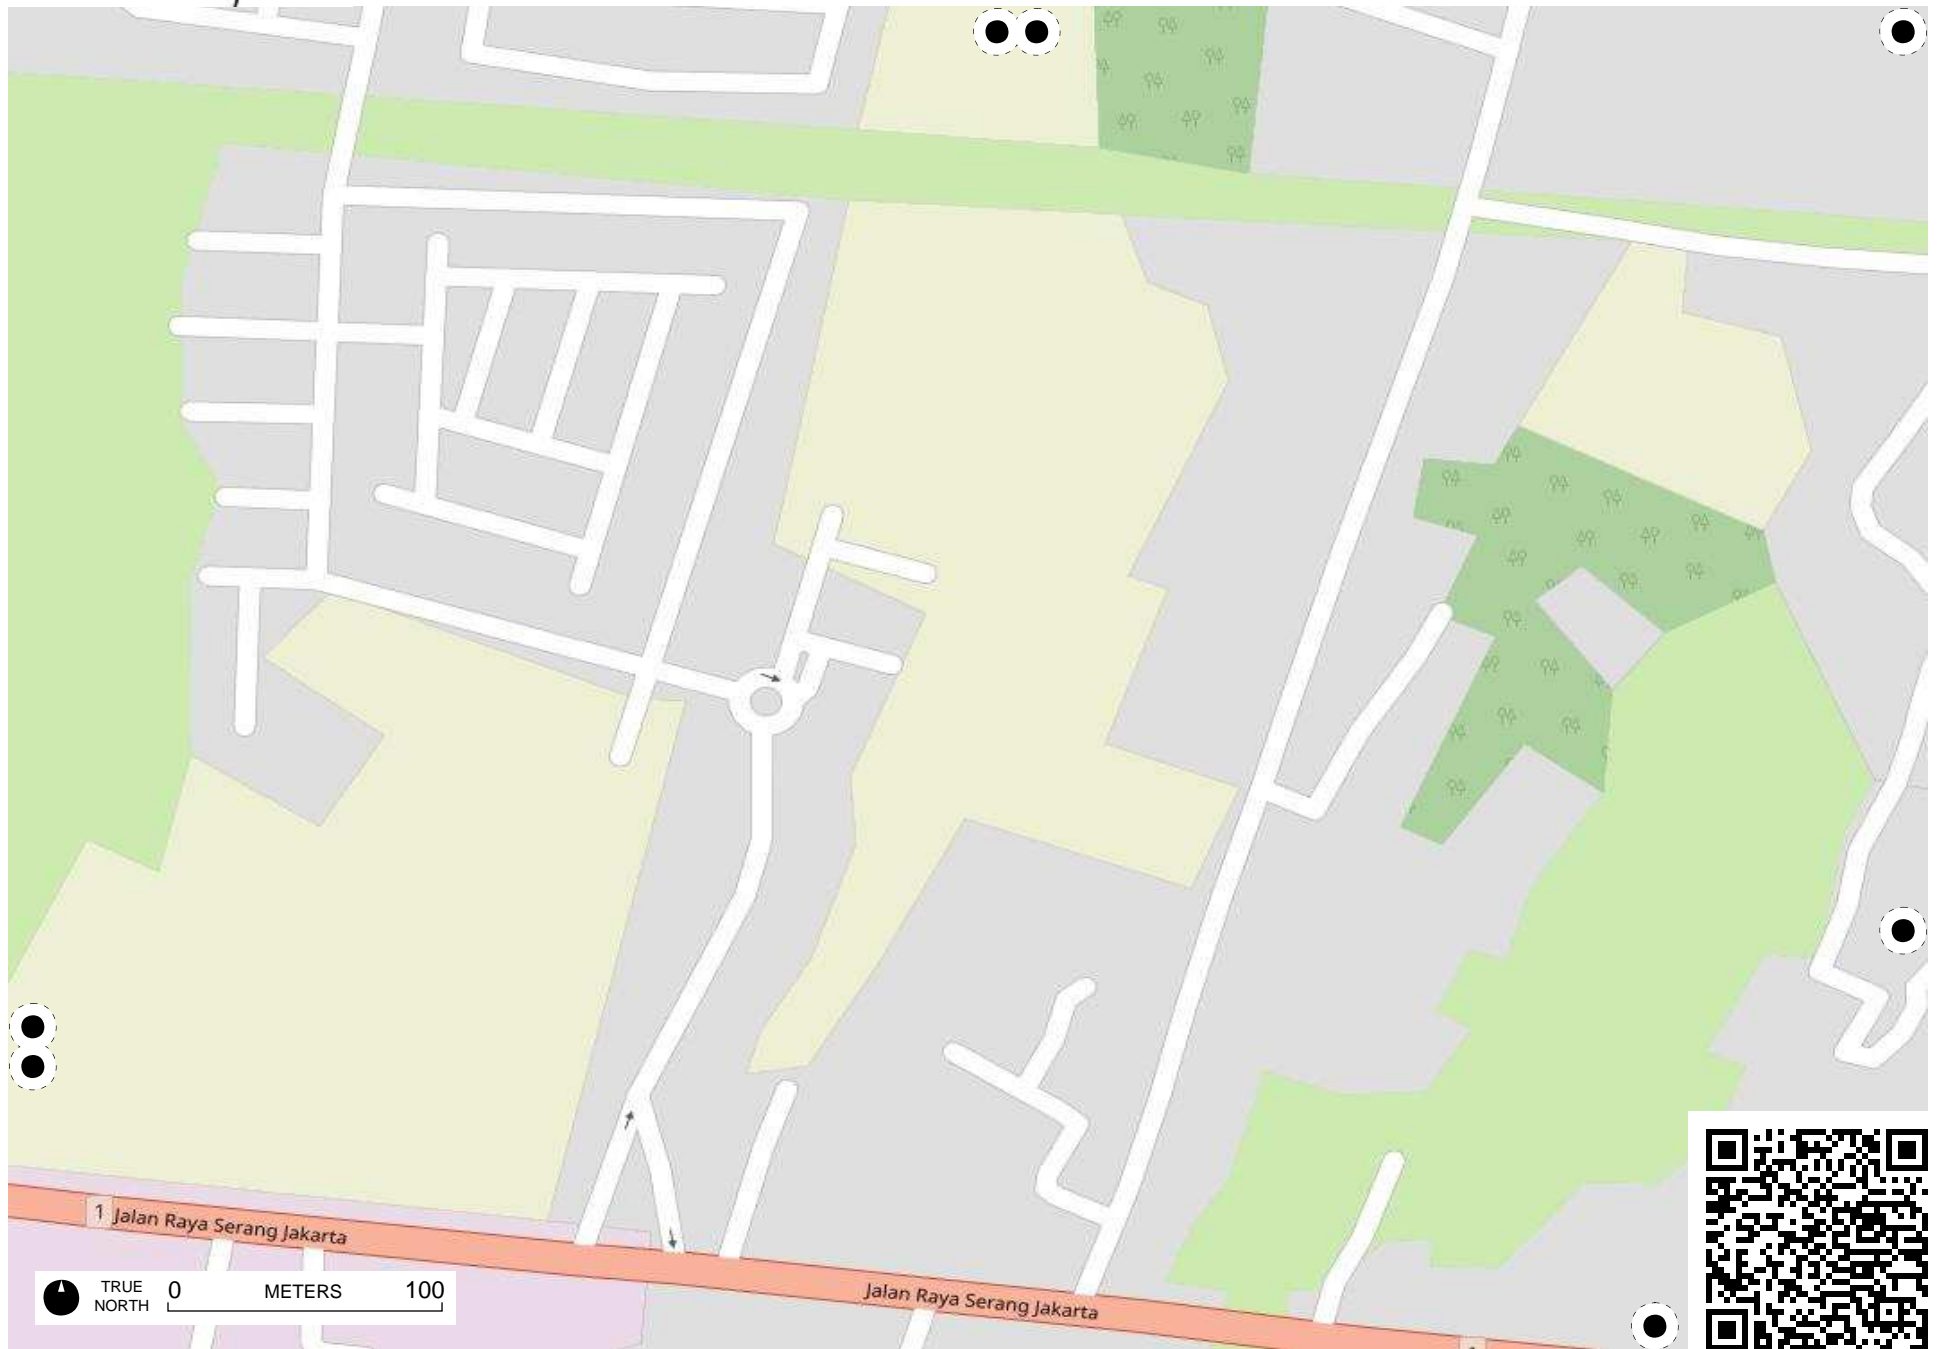 1 Jalan Raya Serang Jakarta
Jalan Raya Serang Jakarta
TRUE NORTH
0 METERS 100